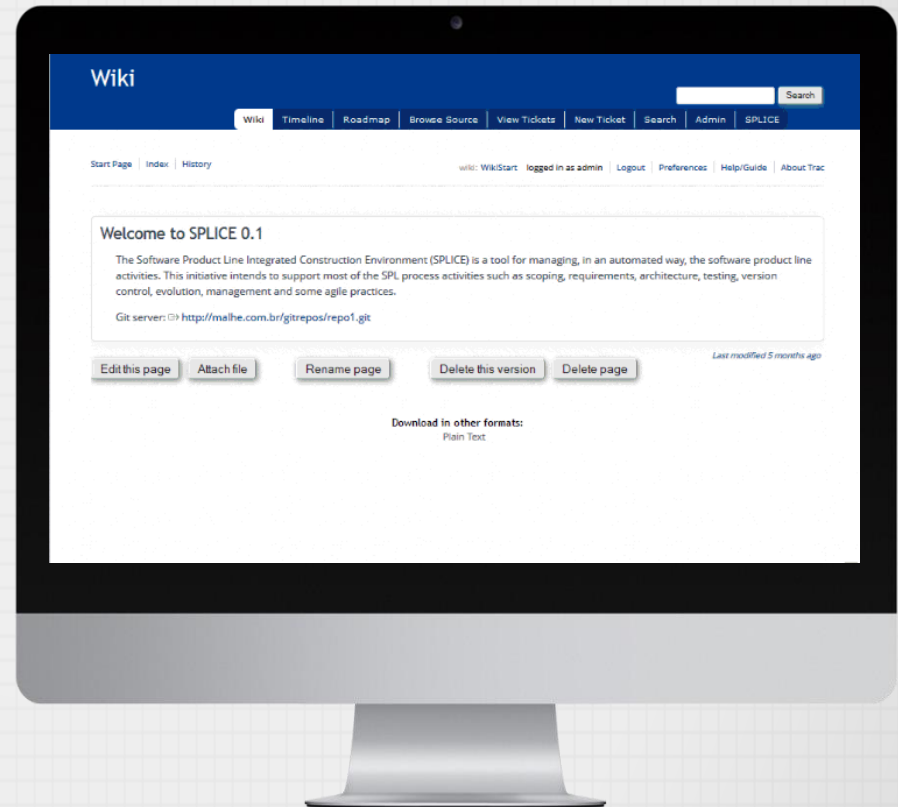 Wiki
Search
Wiki Timeline Roadmap Browse Source View Tickets New Ticket Search Admin SPLICE
Start Page Index History wiki: WikiStart logged in as admin Logout Preferences Help/Guide About Trac
Welcome to SPLICE 0.1
The Software Product Line Integrated Construction Environment (SPLICE) is a tool for managing, in an automated way, the software product line
activities. This initiative intends to support most of the SPL process activities such as scoping, requirements, architecture, testing, version
control, evolution, management and some agile practices.
Git server: http://malhe.com.br/gitrepos/repo1.git
Last modified 5 months ago
Edit this page Attach file Rename page Delete this version Delete page
Download in other formats:
Plain Text